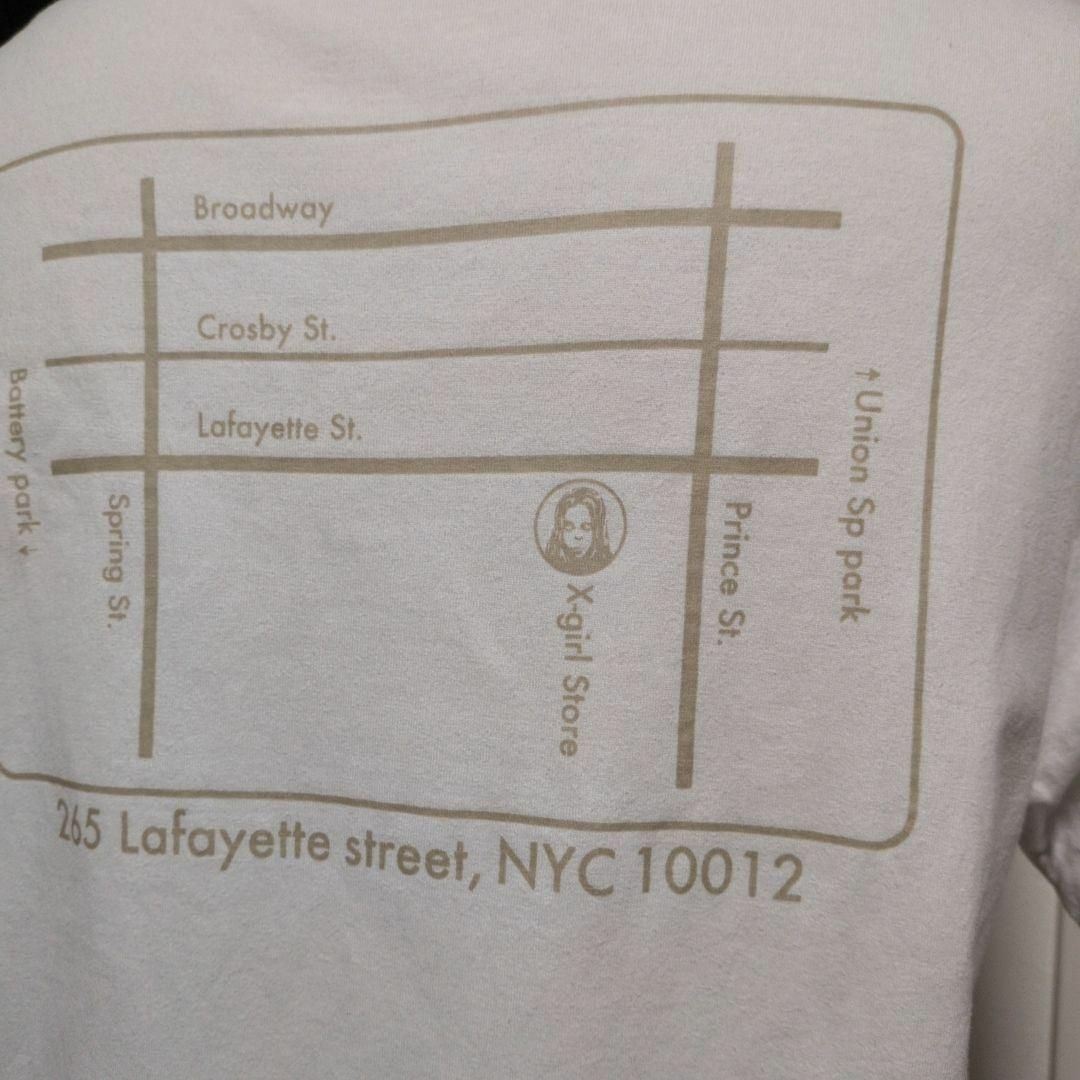 Broadway
Crosby St.
Lafayette St.
Battery park ↓
Spring St.
X-girl Store
Prince St.
↑ Union Sp park
265 Lafayette street, NYC 10012